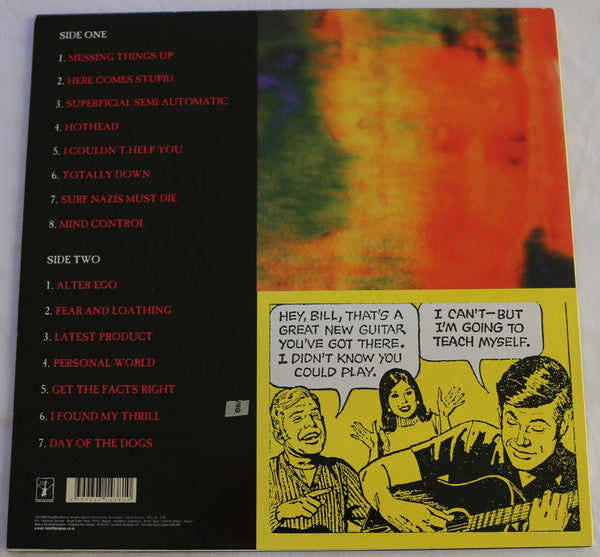 SIDE ONE
1. MESSING THINGS UP
2. HERE COMES STUPID
3. SUPERFICIAL SEMI AUTOMATIC
4. HOTHEAD
5. I COULDN T HELP YOU
6. TOTALLY DOWN
7. SURF NAZIS MUST DIE
8. MIND CONTROL
SIDE TWO
1. ALTER EGO
2. FEAR AND LOATHING
3. LATEST PRODUCT
4. PERSONAL WORLD
5. GET THE FACTS RIGHT
6. I FOUND MY THRILL
7. DAY OF THE DOGS
HEY, BILL, THAT'S A
GREAT NEW GUITAR
YOU'VE GOT THERE.
I DIDN'T KNOW YOU
COULD PLAY.
I CAN'T—BUT
I'M GOING TO
TEACH MYSELF.